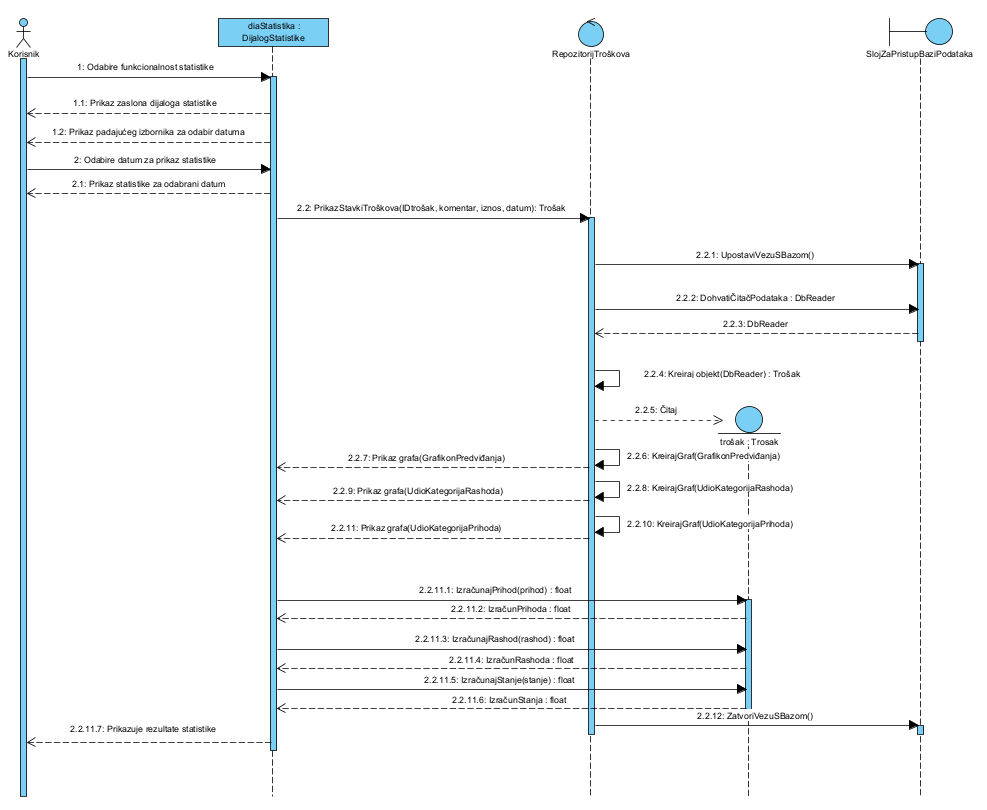 diaStatistika :
DijalogStatistike
Korisnik
RepozitorijTroškova
SlojZaPristupBaziPodataka
1: Odabire funkcionalnost statistike
1.1: Prikaz zaslona dijaloga statistike
1.2: Prikaz padajućeg izbornika za odabir datuma
2: Odabire datum za prikaz statistike
2.1: Prikaz statistike za odabrani datum
2.2: PrikazStavkiTroškova(IDtrošak, komentar, iznos, datum): Trošak
2.2.1: UpostaviVezuSBazom()
2.2.2: DohvatiČitačPodataka : DbReader
2.2.3: DbReader
2.2.4: Kreiraj objekt(DbReader) : Trošak
2.2.5: Čitaj
trošak : Trosak
2.2.6: KreirajGraf(GrafikonPredviđanja)
2.2.7: Prikaz grafa(GrafikonPredviđanja)
2.2.8: KreirajGraf(UdioKategorijaRashoda)
2.2.9: Prikaz grafa(UdioKategorijaRashoda)
2.2.10: KreirajGraf(UdioKategorijaPrihoda)
2.2.11: Prikaz grafa(UdioKategorijaPrihoda)
2.2.11.1: IzračunajPrihod(prihod) : float
2.2.11.2: IzračunPrihoda : float
2.2.11.3: IzračunajRashod(rashod) : float
2.2.11.4: IzračunRashoda : float
2.2.11.5: IzračunajStanje(stanje) : float
2.2.11.6: IzračunStanja : float
2.2.12: ZatvoriVezuSBazom()
2.2.11.7: Prikazuje rezultate statistike